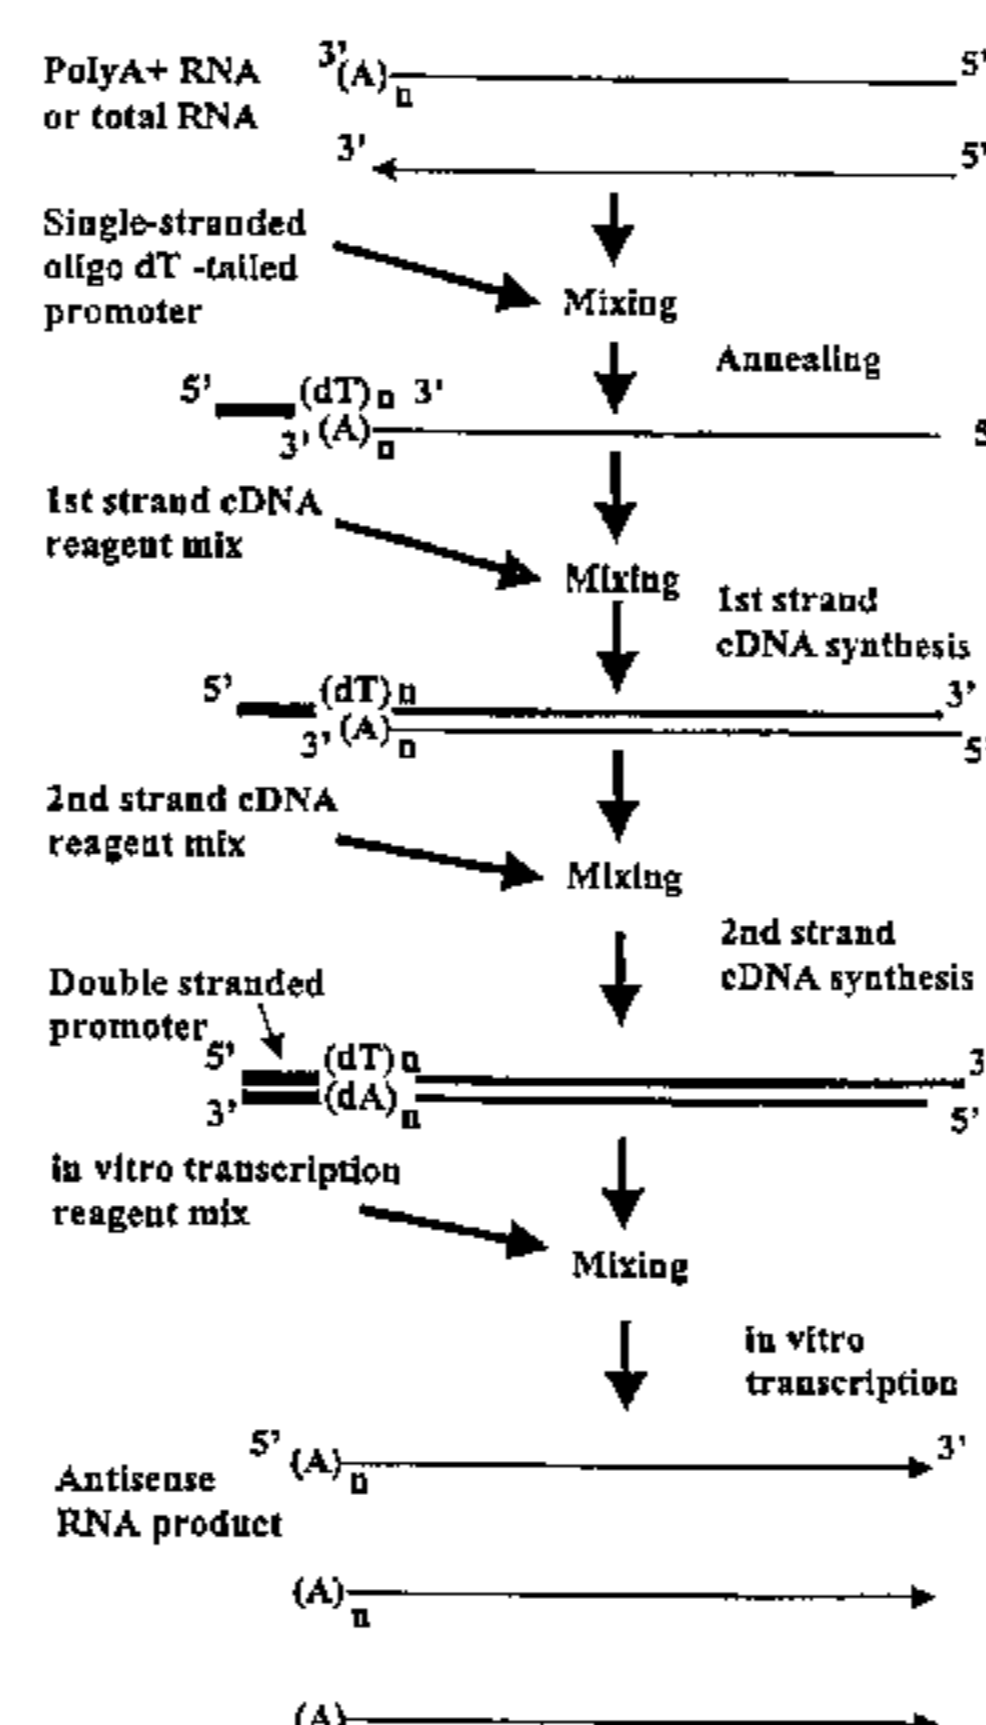 PolyA+ RNA
or total RNA
3'
(A)n
5'
3'
5'
Single-stranded
oligo dT -tailed
promoter
Mixing
Annealing
5'
(dT)n 3'
3' (A)n
5
1st strand cDNA
reagent mix
Mixing
1st strand
cDNA synthesis
5'
(dT)n
3'
3' (A)n
5'
2nd strand cDNA
reagent mix
Mixing
2nd strand
cDNA synthesis
Double stranded
promoter
5'
(dT)n
3
3'
(dA)n
5'
in vitro transcription
reagent mix
Mixing
in vitro
transcription
5' (A)n
3'
Antisense
RNA product
(A)n
(A)